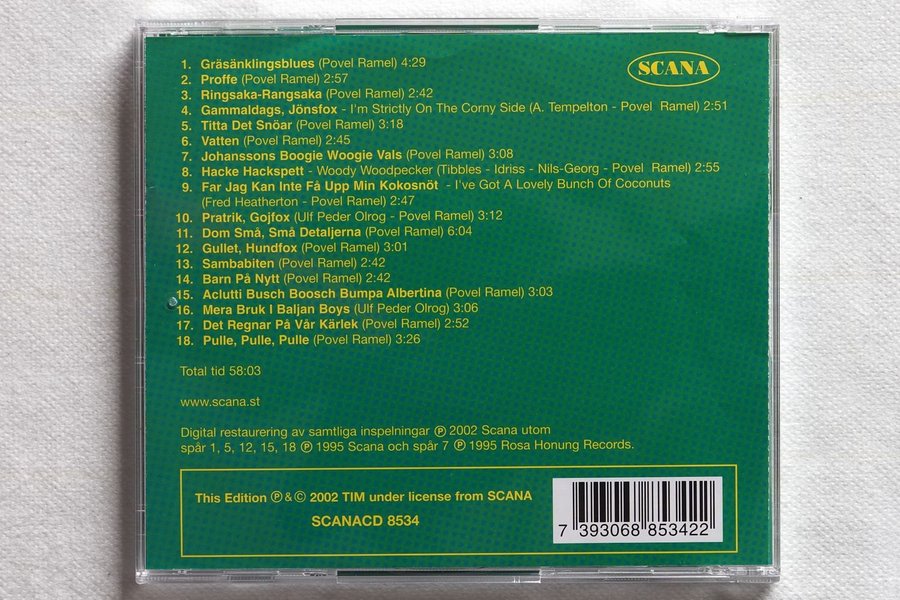 SCANA
1. Gräsänklingsblues (Povel Ramel) 4:29
2. Proffe (Povel Ramel) 2:57
3. Ringsaka-Rangsaka (Povel Ramel) 2:42
4. Gammaldags, Jönsfox - I'm Strictly On The Corny Side (A. Tempelton - Povel Ramel) 2:51
5. Titta Det Snöar (Povel Ramel) 3:18
6. Vatten (Povel Ramel) 2:45
7. Johanssons Boogie Woogie Vals (Povel Ramel) 3:08
8. Hacke Hackspett - Woody Woodpecker (Tibbles - Idriss - Nils-Georg - Povel Ramel) 2:55
9. Far Jag Kan Inte Få Upp Min Kokosnöt - I've Got A Lovely Bunch Of Coconuts
(Fred Heatherton - Povel Ramel) 2:47
10. Pratrik, Gojfox (Ulf Peder Olrog - Povel Ramel) 3:12
11. Dom Små, Små Detaljerna (Povel Ramel) 6:04
12. Gullet, Hundfox (Povel Ramel) 3:01
13. Sambabiten (Povel Ramel) 2:42
14. Barn På Nytt (Povel Ramel) 2:42
15. Aclutti Busch Boosch Bumpa Albertina (Povel Ramel) 3:03
16. Mera Bruk I Baljan Boys (Ulf Peder Olrog) 3:06
17. Det Regnar På Vår Kärlek (Povel Ramel) 2:52
18. Pulle, Pulle, Pulle (Povel Ramel) 3:26
Total tid 58:03
www.scana.st
Digital restaurering av samtliga inspelningar ℗ 2002 Scana utom
spår 1, 5, 12, 15, 18 ℗ 1995 Scana och spår 7 ℗ 1995 Rosa Honung Records.
This Edition ℗ & © 2002 TIM under license from SCANA
SCANACD 8534
7 393068 853422